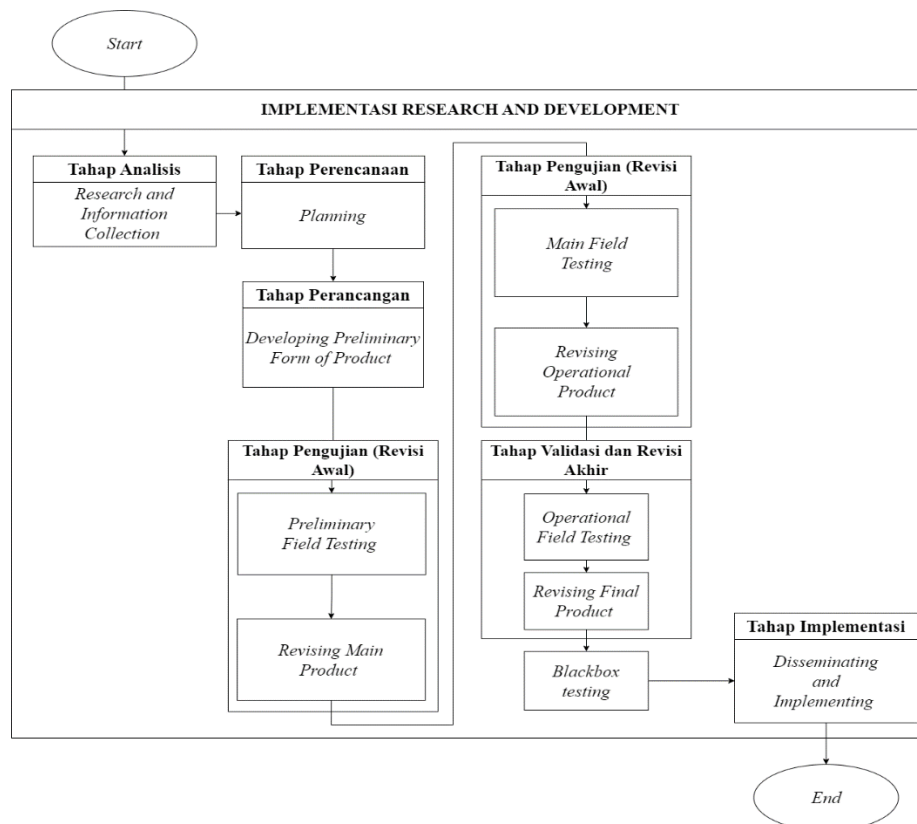 Start
IMPLEMENTASI RESEARCH AND DEVELOPMENT
Tahap Analisis
Research and
Information
Collection
Tahap Perencanaan
Planning
Tahap Perancangan
Developing Preliminary
Form of Product
Tahap Pengujian (Revisi
Awal)
Preliminary
Field Testing
Revising Main
Product
Tahap Pengujian (Revisi
Awal)
Main Field
Testing
Revising
Operational
Product
Tahap Validasi dan Revisi
Akhir
Operational
Field Testing
Revising Final
Product
Blackbox
testing
Tahap Implementasi
Disseminating
and
Implementing
End